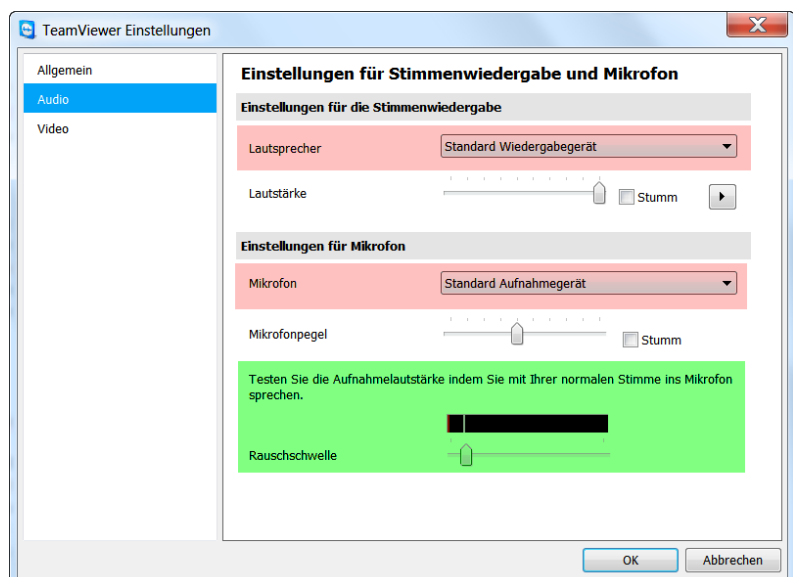 TeamViewer Einstellungen
Allgemein
Audio
Video
Einstellungen für Stimmenwiedergabe und Mikrofon
Einstellungen für die Stimmenwiedergabe
Lautsprecher
Standard Wiedergabegerät
Lautstärke
Stumm
Einstellungen für Mikrofon
Mikrofon
Standard Aufnahmegerät
Mikrofonpegel
Stumm
Testen Sie die Aufnahmelautstärke indem Sie mit Ihrer normalen Stimme ins Mikrofon
sprechen.
Rauschschwelle
OK
Abbrechen